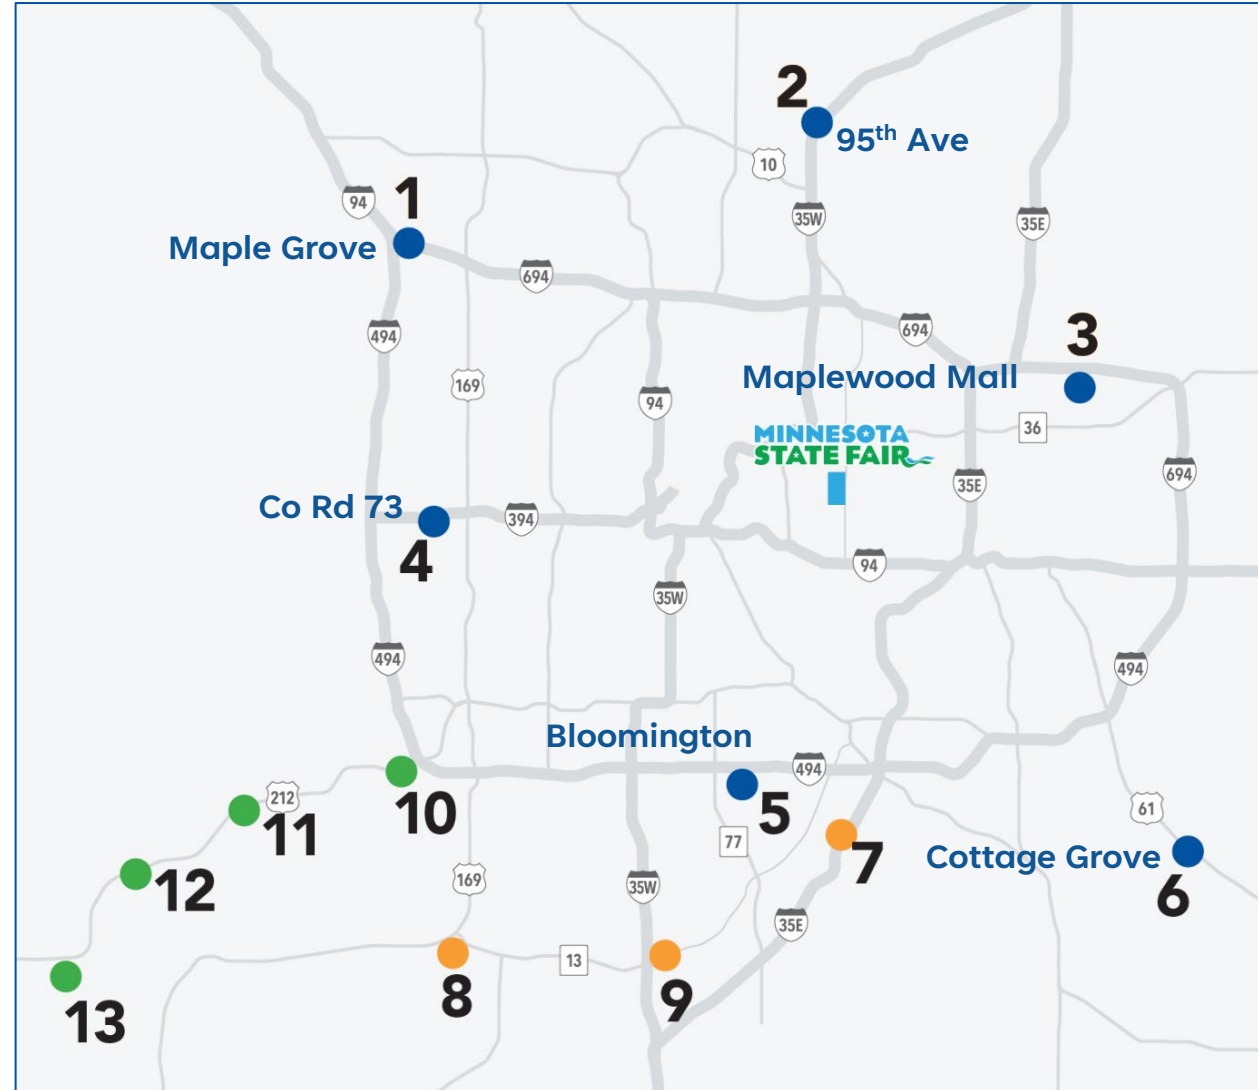 2
95th Ave
10
1
94
35W
35E
Maple Grove
694
494
694
3
Maplewood Mall
169
94
36
MINNESOTA
STATE FAIR
694
35E
Co Rd 73
394
4
94
35W
494
494
Bloomington
494
5
10
212
11
61
77
7
Cottage Grove
6
12
169
35W
35E
13
8
9
13